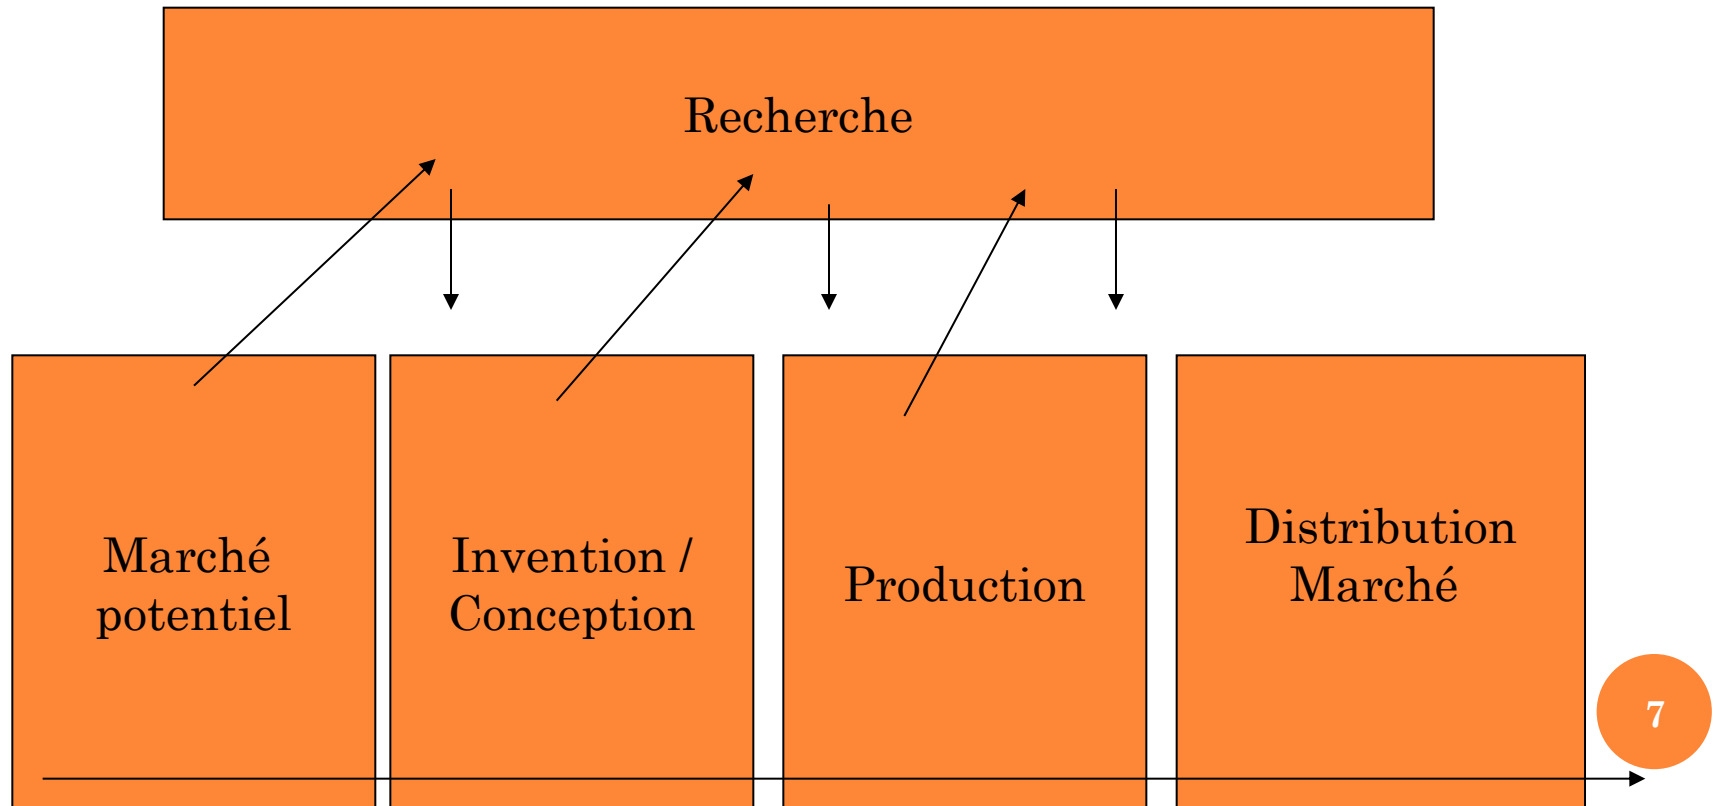 Recherche
Marché
potentiel
Invention /
Conception
Production
Distribution
Marché
7